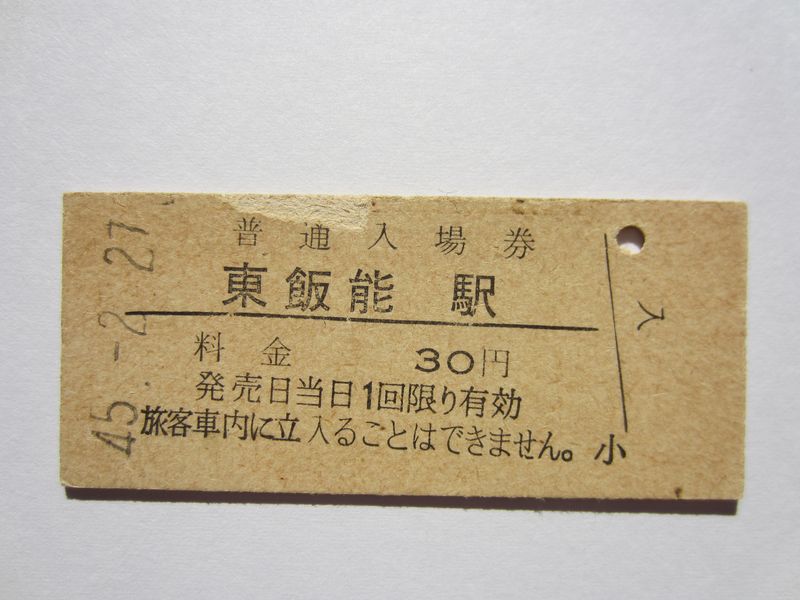 普通入場券
東飯能 駅
料金 30円
発売日当日1回限り有効
旅客車内に立入ることはできません。
小
入
45.-2.27